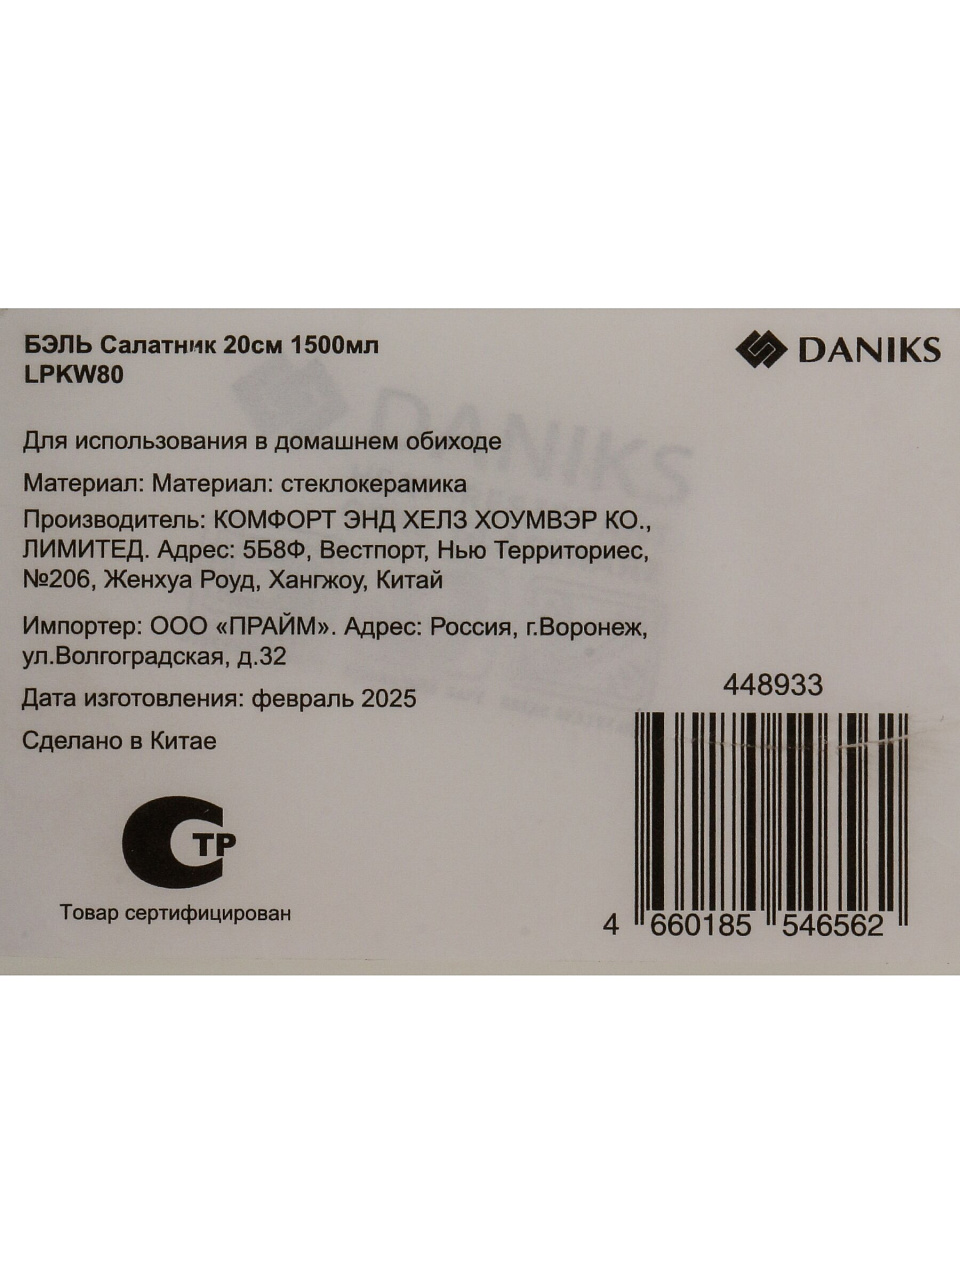 БЭЛЬ Салатник 20см 1500мл
LPKW80
DANIKS
Для использования в домашнем обиходе
Материал: Материал: стеклокерамика
Производитель: КОМФОРТ ЭНД ХЕЛЗ ХОУМВЭР КО.,
ЛИМИТЕД. Адрес: 5Б8Ф, Вестпорт, Нью Территориес,
№206, Женхуа Роуд, Хангжоу, Китай
Импортер: ООО «ПРАЙМ». Адрес: Россия, г.Воронеж,
ул.Волгоградская, д.32
Дата изготовления: февраль 2025
Сделано в Китае
ТР
Товар сертифицирован
448933
4 660185 546562
DANIKS